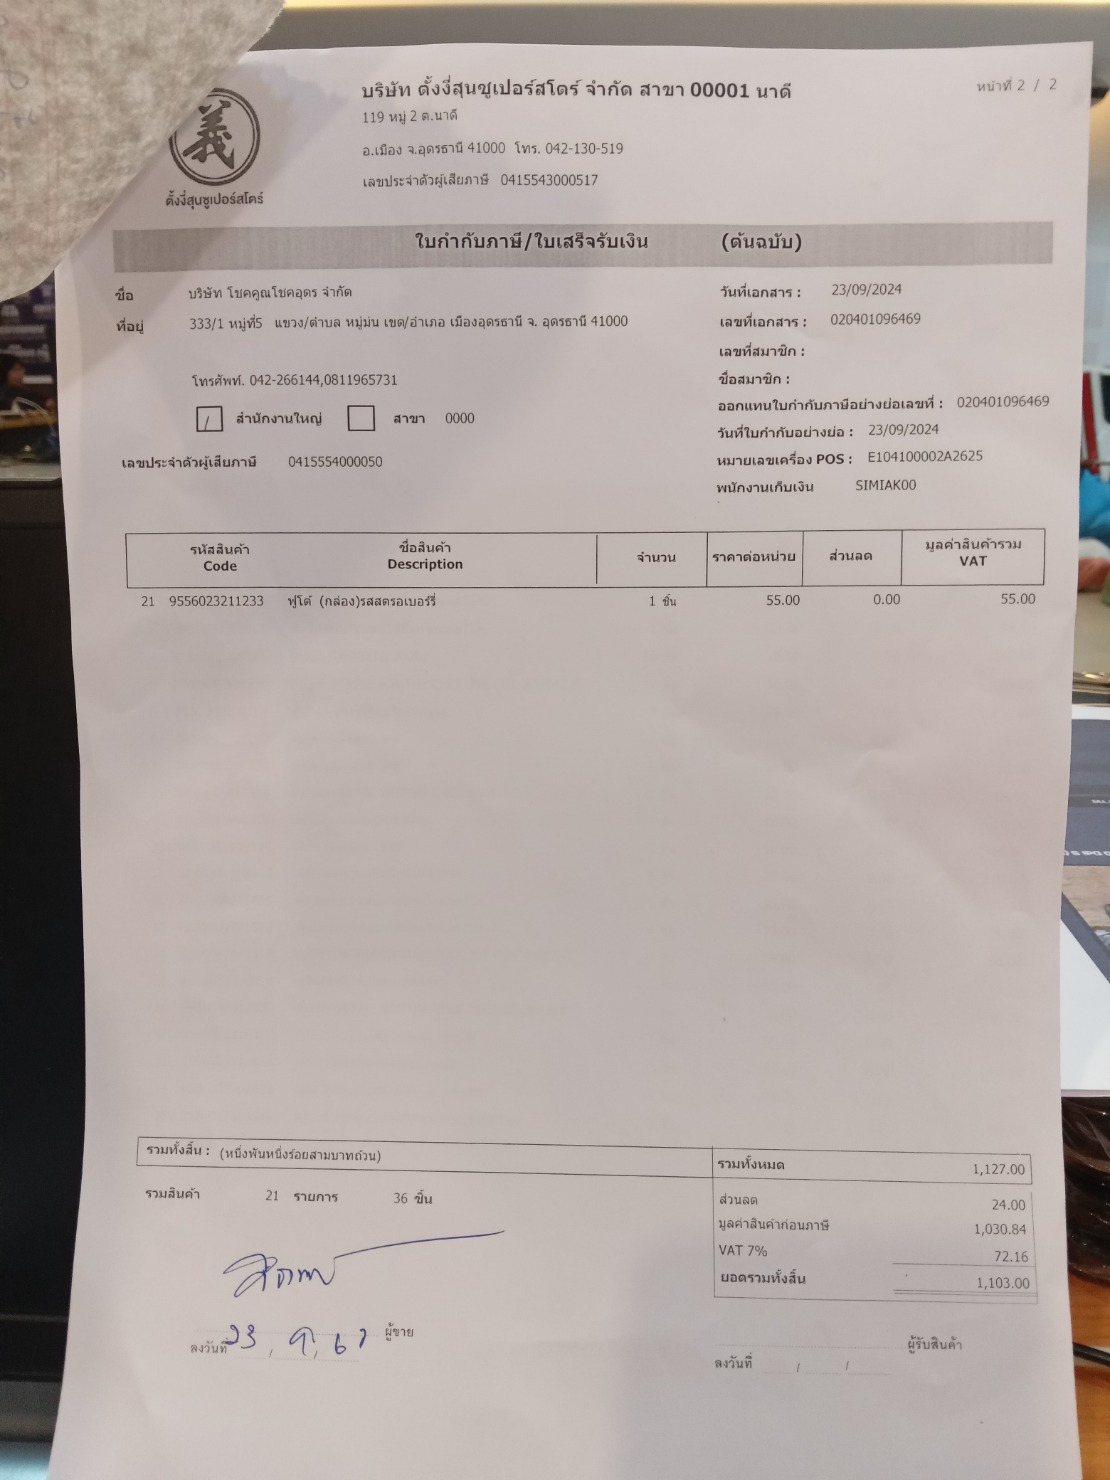 บริษัท ตั้งงี่สุนซูเปอร์สโตร์ จำกัด สาขา 00001 นาดี
หน้าที่ 2 / 2
119 หมู่ 2 ต.นาดี
อ.เมือง จ.อุดรธานี 41000 โทร. 042-130-519
เลขประจำตัวผู้เสียภาษี 0415543000517
義
ตั้งงี่สุนซูเปอร์สโตร์
ใบกำกับภาษี/ใบเสร็จรับเงิน (ต้นฉบับ)
ชื่อ บริษัท โชคคูณโชคอุดร จำกัด
ที่อยู่ 333/1 หมู่ที่5 แขวง/ตำบล หมูม่น เขต/อำเภอ เมืองอุดรธานี จ. อุดรธานี 41000
โทรศัพท์. 042-266144,0811965731
/ สำนักงานใหญ่ สาขา 0000
เลขประจำตัวผู้เสียภาษี 0415554000050
วันที่เอกสาร : 23/09/2024
เลขที่เอกสาร : 020401096469
เลขที่สมาชิก :
ชื่อสมาชิก :
ออกแทนใบกำกับภาษีอย่างย่อเลขที่ : 020401096469
วันที่ใบกำกับอย่างย่อ : 23/09/2024
หมายเลขเครื่อง POS : E104100002A2625
พนักงานเก็บเงิน SIMIAK00
รหัสสินค้า ชื่อสินค้า จำนวน ราคาต่อหน่วย ส่วนลด มูลค่าสินค้ารวม
Code Description VAT
21 9556023211233 ฟูโต๋ (กล่อง)รสสตรอเบอร์รี่ 1 ชิ้น 55.00 0.00 55.00
รวมทั้งสิ้น : (หนึ่งพันหนึ่งร้อยสามบาทถ้วน)
รวมทั้งหมด 1,127.00
รวมสินค้า 21 รายการ 36 ชิ้น
ส่วนลด 24.00
มูลค่าสินค้าก่อนภาษี 1,030.84
VAT 7% 72.16
ยอดรวมทั้งสิ้น 1,103.00
ผู้ขาย
ลงวันที่ 23 / 9 / 67
ผู้รับสินค้า
ลงวันที่ / /